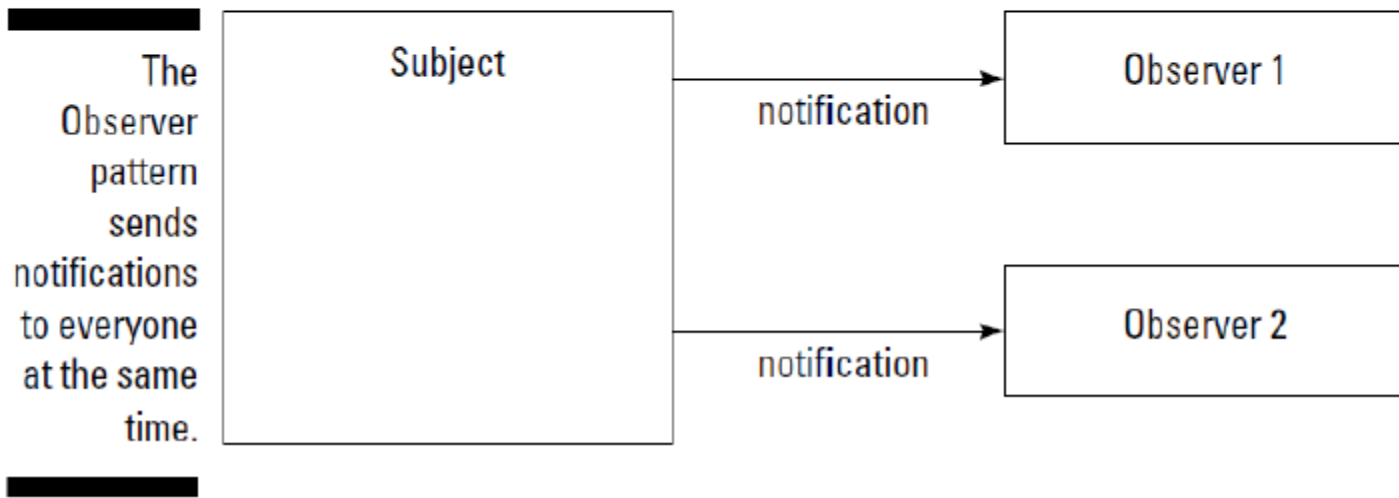 The
Observer
pattern
sends
notifications
to everyone
at the same
time.
Subject
notification
Observer 1
notification
Observer 2